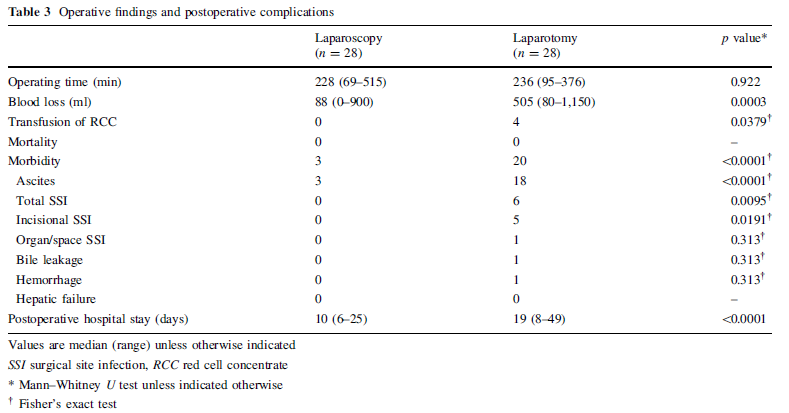 Table 3 Operative findings and postoperative complications
Laparoscopy (n = 28) Laparotomy (n = 28) p value*
Operating time (min) 228 (69–515) 236 (95–376) 0.922
Blood loss (ml) 88 (0–900) 505 (80–1,150) 0.0003
Transfusion of RCC 0 4 0.0379†
Mortality 0 0 –
Morbidity 3 20 <0.0001†
Ascites 3 18 <0.0001†
Total SSI 0 6 0.0095†
Incisional SSI 0 5 0.0191†
Organ/space SSI 0 1 0.313†
Bile leakage 0 1 0.313†
Hemorrhage 0 1 0.313†
Hepatic failure 0 0 –
Postoperative hospital stay (days) 10 (6–25) 19 (8–49) <0.0001
Values are median (range) unless otherwise indicated
SSI surgical site infection, RCC red cell concentrate
* Mann–Whitney U test unless indicated otherwise
† Fisher's exact test